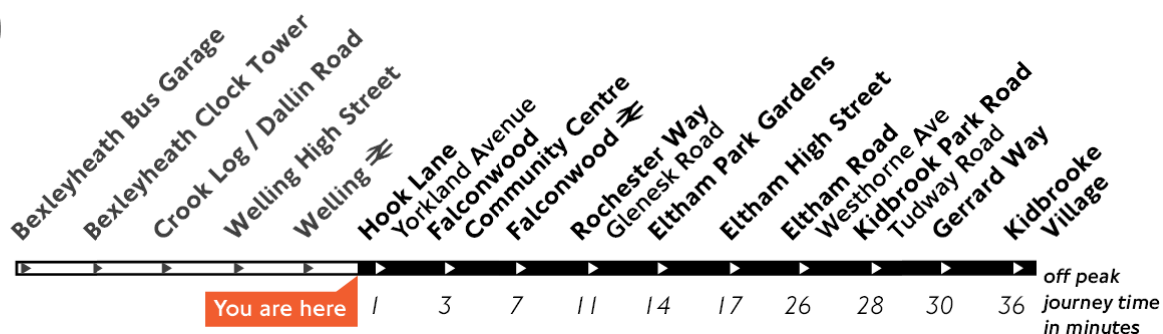 Bexleyheath Bus Garage
Bexleyheath Clock Tower
Crook Log / Dallin Road
Welling High Street
Welling
Hook Lane
Yorkland Avenue
Falconwood
Community Centre
Falconwood
Rochester Way
Glenesk Road
Eltham Park Gardens
Eltham High Street
Eltham Road
Westhorne Ave
Kidbrook Park Road
Tudway Road
Gerrard Way
Kidbrooke
Village
You are here
1 3 7 11 14 17 26 28 30 36
off peak
journey time
in minutes